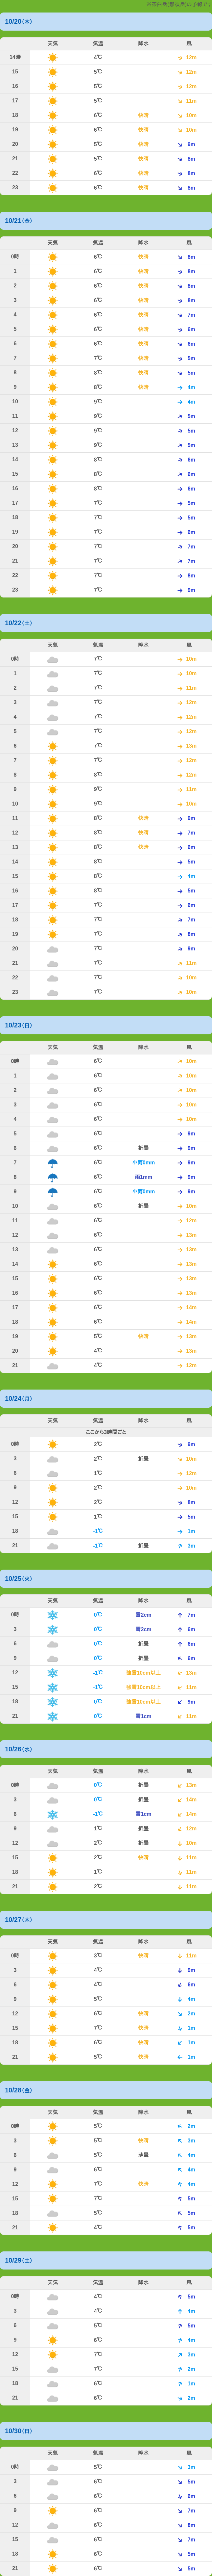 10/20(木)
天気 気温 降水 風
14時 4℃ 12m
15 5℃ 12m
16 5℃ 12m
17 5℃ 11m
18 6℃ 快晴 10m
19 6℃ 快晴 10m
20 5℃ 快晴 9m
21 5℃ 快晴 8m
22 6℃ 快晴 8m
23 6℃ 快晴 8m
10/21(金)
天気 気温 降水 風
0時 6℃ 快晴 8m
1 6℃ 快晴 8m
2 6℃ 快晴 8m
3 6℃ 快晴 8m
4 6℃ 快晴 7m
5 6℃ 快晴 6m
6 6℃ 快晴 6m
7 7℃ 快晴 5m
8 8℃ 快晴 5m
9 8℃ 快晴 4m
10 9℃ 4m
11 9℃ 5m
12 9℃ 5m
13 9℃ 5m
14 8℃ 6m
15 8℃ 6m
16 8℃ 6m
17 7℃ 5m
18 7℃ 5m
19 7℃ 6m
20 7℃ 7m
21 7℃ 7m
22 7℃ 8m
23 7℃ 9m
10/22(土)
天気 気温 降水 風
0時 7℃ 10m
1 7℃ 10m
2 7℃ 11m
3 7℃ 12m
4 7℃ 12m
5 7℃ 12m
6 7℃ 13m
7 7℃ 12m
8 8℃ 12m
9 9℃ 11m
10 9℃ 10m
11 8℃ 快晴 9m
12 8℃ 快晴 7m
13 8℃ 快晴 6m
14 8℃ 5m
15 8℃ 4m
16 8℃ 5m
17 7℃ 6m
18 7℃ 7m
19 7℃ 8m
20 7℃ 9m
21 7℃ 11m
22 7℃ 10m
23 7℃ 10m
10/23(日)
天気 気温 降水 風
0時 6℃ 10m
1 6℃ 10m
2 6℃ 10m
3 6℃ 10m
4 6℃ 10m
5 6℃ 9m
6 6℃ 折畳 9m
7 6℃ 小雨0mm 9m
8 6℃ 雨1mm 9m
9 6℃ 小雨0mm 9m
10 6℃ 折畳 10m
11 6℃ 12m
12 6℃ 13m
13 6℃ 13m
14 6℃ 13m
15 6℃ 13m
16 6℃ 13m
17 6℃ 14m
18 6℃ 14m
19 5℃ 快晴 13m
20 4℃ 13m
21 4℃ 12m
10/24(月)
天気 気温 降水 風
ここから3時間ごと
0時 2℃ 9m
3 2℃ 折畳 10m
6 1℃ 12m
9 2℃ 10m
12 2℃ 8m
15 1℃ 5m
18 -1℃ 1m
21 -1℃ 折畳 3m
10/25(火)
天気 気温 降水 風
0時 0℃ 雪2cm 7m
3 0℃ 雪2cm 6m
6 0℃ 折畳 6m
9 0℃ 折畳 6m
12 -1℃ 強雪10cm以上 12m
15 -1℃ 強雪10cm以上 11m
18 0℃ 強雪10cm以上 9m
21 0℃ 雪1cm 11m
10/26(水)
天気 気温 降水 風
0時 0℃ 折畳 13m
3 0℃ 折畳 14m
6 -1℃ 雪1cm 14m
9 1℃ 折畳 12m
12 2℃ 折畳 10m
15 2℃ 快晴 11m
18 1℃ 11m
21 2℃ 11m
10/27(木)
天気 気温 降水 風
0時 3℃ 快晴 11m
3 4℃ 9m
6 4℃ 6m
9 5℃ 4m
12 6℃ 快晴 2m
15 7℃ 快晴 1m
18 6℃ 快晴 1m
21 5℃ 快晴 1m
10/28(金)
天気 気温 降水 風
0時 5℃ 2m
3 5℃ 快晴 3m
6 5℃ 薄曇 4m
9 6℃ 4m
12 7℃ 快晴 4m
15 7℃ 5m
18 5℃ 5m
21 4℃ 5m
10/29(土)
天気 気温 降水 風
0時 4℃ 5m
3 4℃ 4m
6 5℃ 5m
9 6℃ 4m
12 7℃ 3m
15 7℃ 2m
18 6℃ 1m
21 6℃ 2m
10/30(日)
天気 気温 降水 風
0時 5℃ 3m
3 6℃ 5m
6 6℃ 6m
9 6℃ 7m
12 6℃ 8m
15 6℃ 7m
18 5℃ 5m
21 6℃ 5m